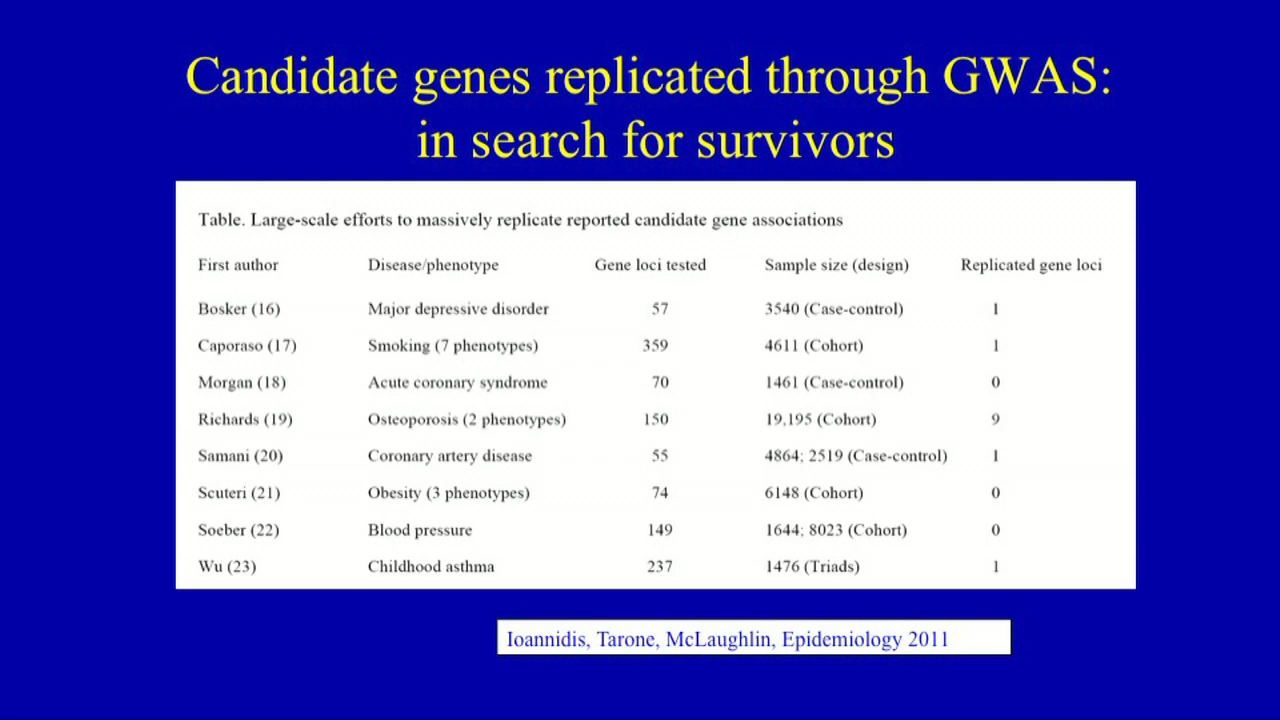 Candidate genes replicated through GWAS:
in search for survivors
Table. Large-scale efforts to massively replicate reported candidate gene associations
First author Disease/phenotype Gene loci tested Sample size (design) Replicated gene loci
Bosker (16) Major depressive disorder 57 3540 (Case-control) 1
Caporaso (17) Smoking (7 phenotypes) 359 4611 (Cohort) 1
Morgan (18) Acute coronary syndrome 70 1461 (Case-control) 0
Richards (19) Osteoporosis (2 phenotypes) 150 19,195 (Cohort) 9
Samani (20) Coronary artery disease 55 4864; 2519 (Case-control) 1
Scuteri (21) Obesity (3 phenotypes) 74 6148 (Cohort) 0
Soeber (22) Blood pressure 149 1644; 8023 (Cohort) 0
Wu (23) Childhood asthma 237 1476 (Triads) 1
Ioannidis, Tarone, McLaughlin, Epidemiology 2011